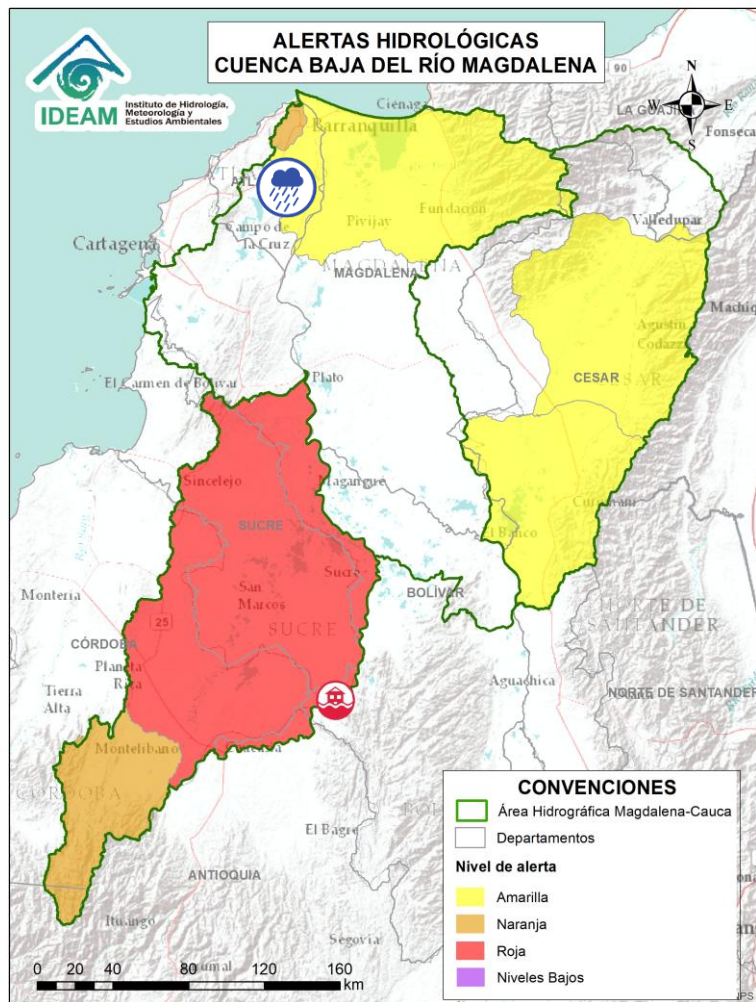 ALERTAS HIDROLÓGICAS
CUENCA BAJA DEL RÍO MAGDALENA
IDEAM
Instituto de Hidrología,
Meteorología y
Estudios Ambientales
90
N
W
E
S
Ciénaga
LA GUAJI
Fonseca
Barranquilla
ATL
Valledupar
Pivijay
Fundación
Cartagena
Campo de
la Cruz
MAGDALENA
MAGDALENA
Agustín
Codazzi
El Carmen de Bolívar
Plato
CESAR
Sincelejo
Magangué
SUCRE
El Banco
Sucre
San
Marcos
BOLÍVAR
Montería
SUCRE
NORTE DE
SANTANDER
25
CÓRDOBA
Planeta
Rica
Tierra
Alta
Aguachica
NORTE DE SANTANDER
Montelíbano
El Bagre
ANTIOQUIA
Ituango
Segovia
CONVENCIONES
Área Hidrográfica Magdalena-Cauca
Departamentos
Nivel de alerta
Amarilla
Naranja
Roja
Niveles Bajos
0 20 40 80 120 160
km